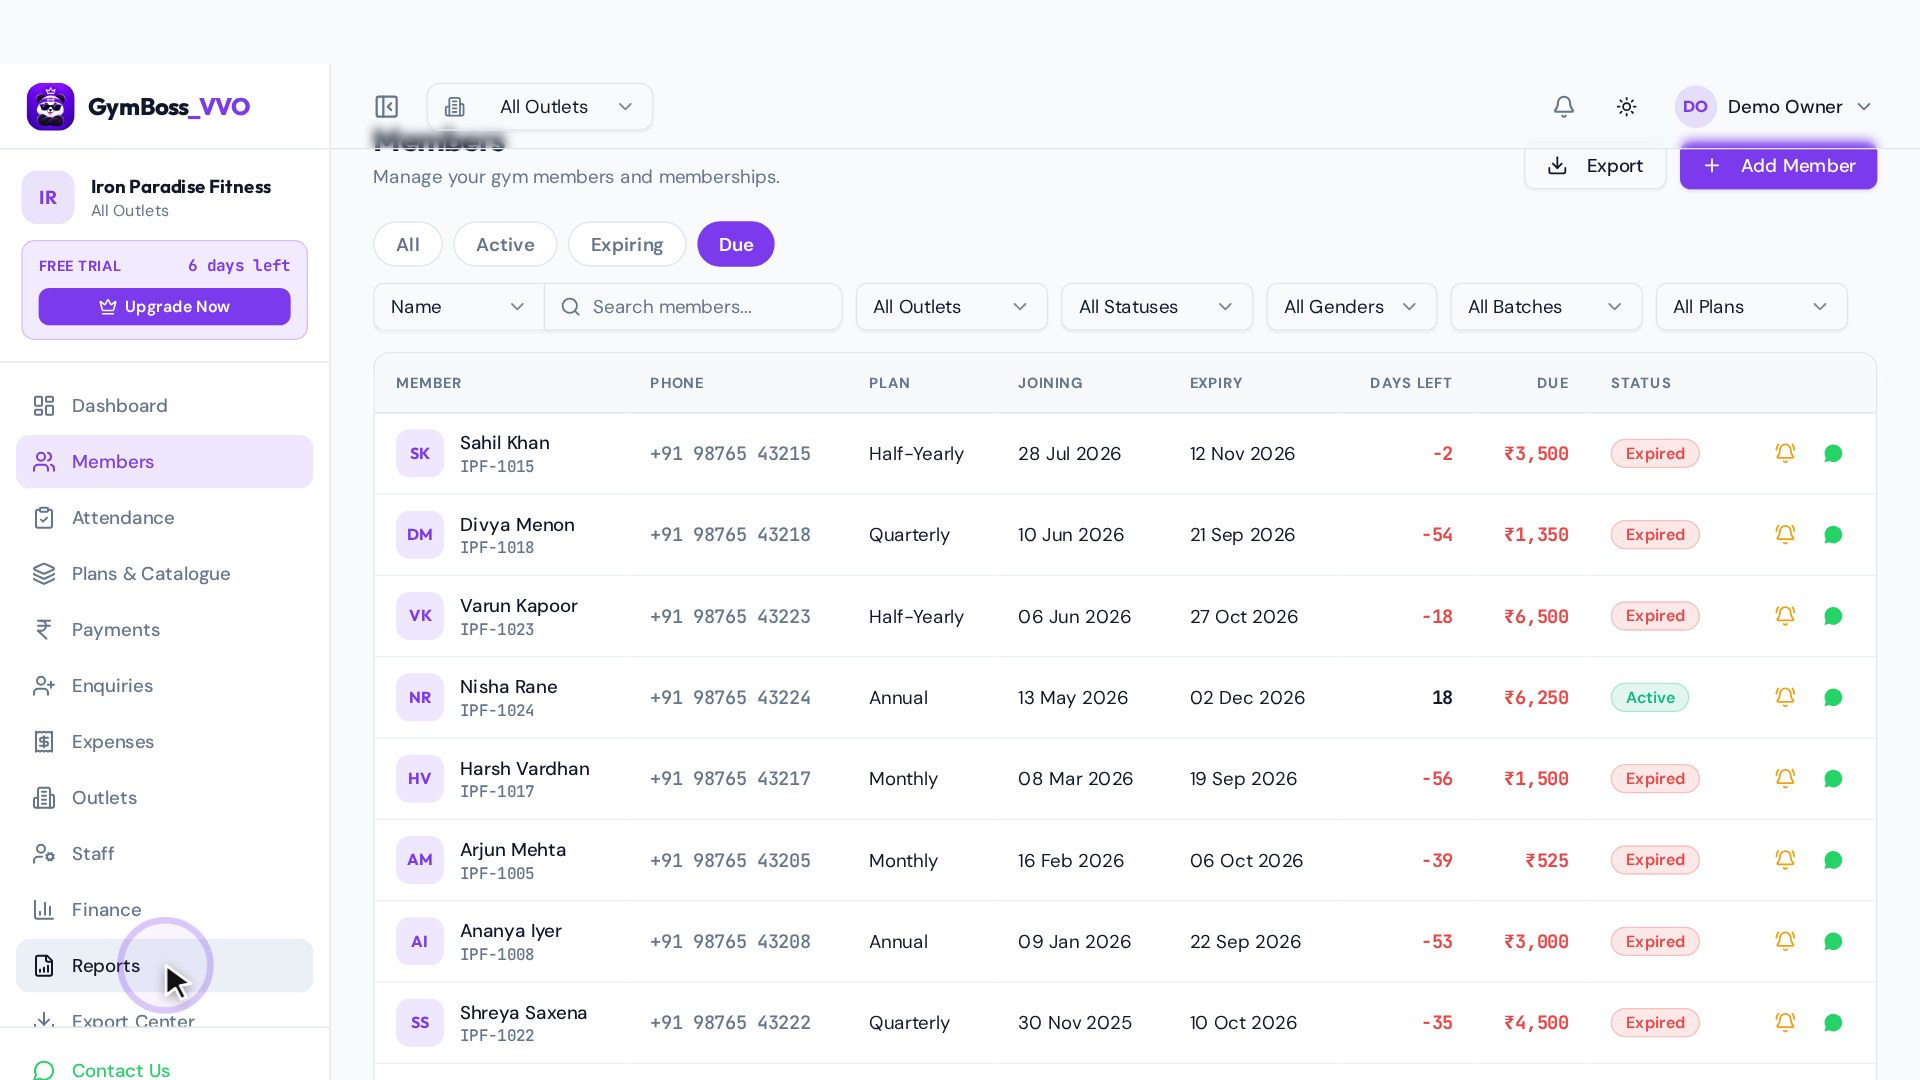 GymBoss_VVO
All Outlets
DO Demo Owner
IR Iron Paradise Fitness
All Outlets
FREE TRIAL 6 days left
Upgrade Now
Dashboard
Members
Attendance
Plans & Catalogue
Payments
Enquiries
Expenses
Outlets
Staff
Finance
Reports
Export Center
Contact Us
Members
Manage your gym members and memberships.
Export
+ Add Member
All Active Expiring Due
Name Search members... All Outlets All Statuses All Genders All Batches All Plans
MEMBER PHONE PLAN JOINING EXPIRY DAYS LEFT DUE STATUS
SK Sahil Khan IPF-1015 +91 98765 43215 Half-Yearly 28 Jul 2026 12 Nov 2026 -2 ₹3,500 Expired
DM Divya Menon IPF-1018 +91 98765 43218 Quarterly 10 Jun 2026 21 Sep 2026 -54 ₹1,350 Expired
VK Varun Kapoor IPF-1023 +91 98765 43223 Half-Yearly 06 Jun 2026 27 Oct 2026 -18 ₹6,500 Expired
NR Nisha Rane IPF-1024 +91 98765 43224 Annual 13 May 2026 02 Dec 2026 18 ₹6,250 Active
HV Harsh Vardhan IPF-1017 +91 98765 43217 Monthly 08 Mar 2026 19 Sep 2026 -56 ₹1,500 Expired
AM Arjun Mehta IPF-1005 +91 98765 43205 Monthly 16 Feb 2026 06 Oct 2026 -39 ₹525 Expired
AI Ananya Iyer IPF-1008 +91 98765 43208 Annual 09 Jan 2026 22 Sep 2026 -53 ₹3,000 Expired
SS Shreya Saxena IPF-1022 +91 98765 43222 Quarterly 30 Nov 2025 10 Oct 2026 -35 ₹4,500 Expired